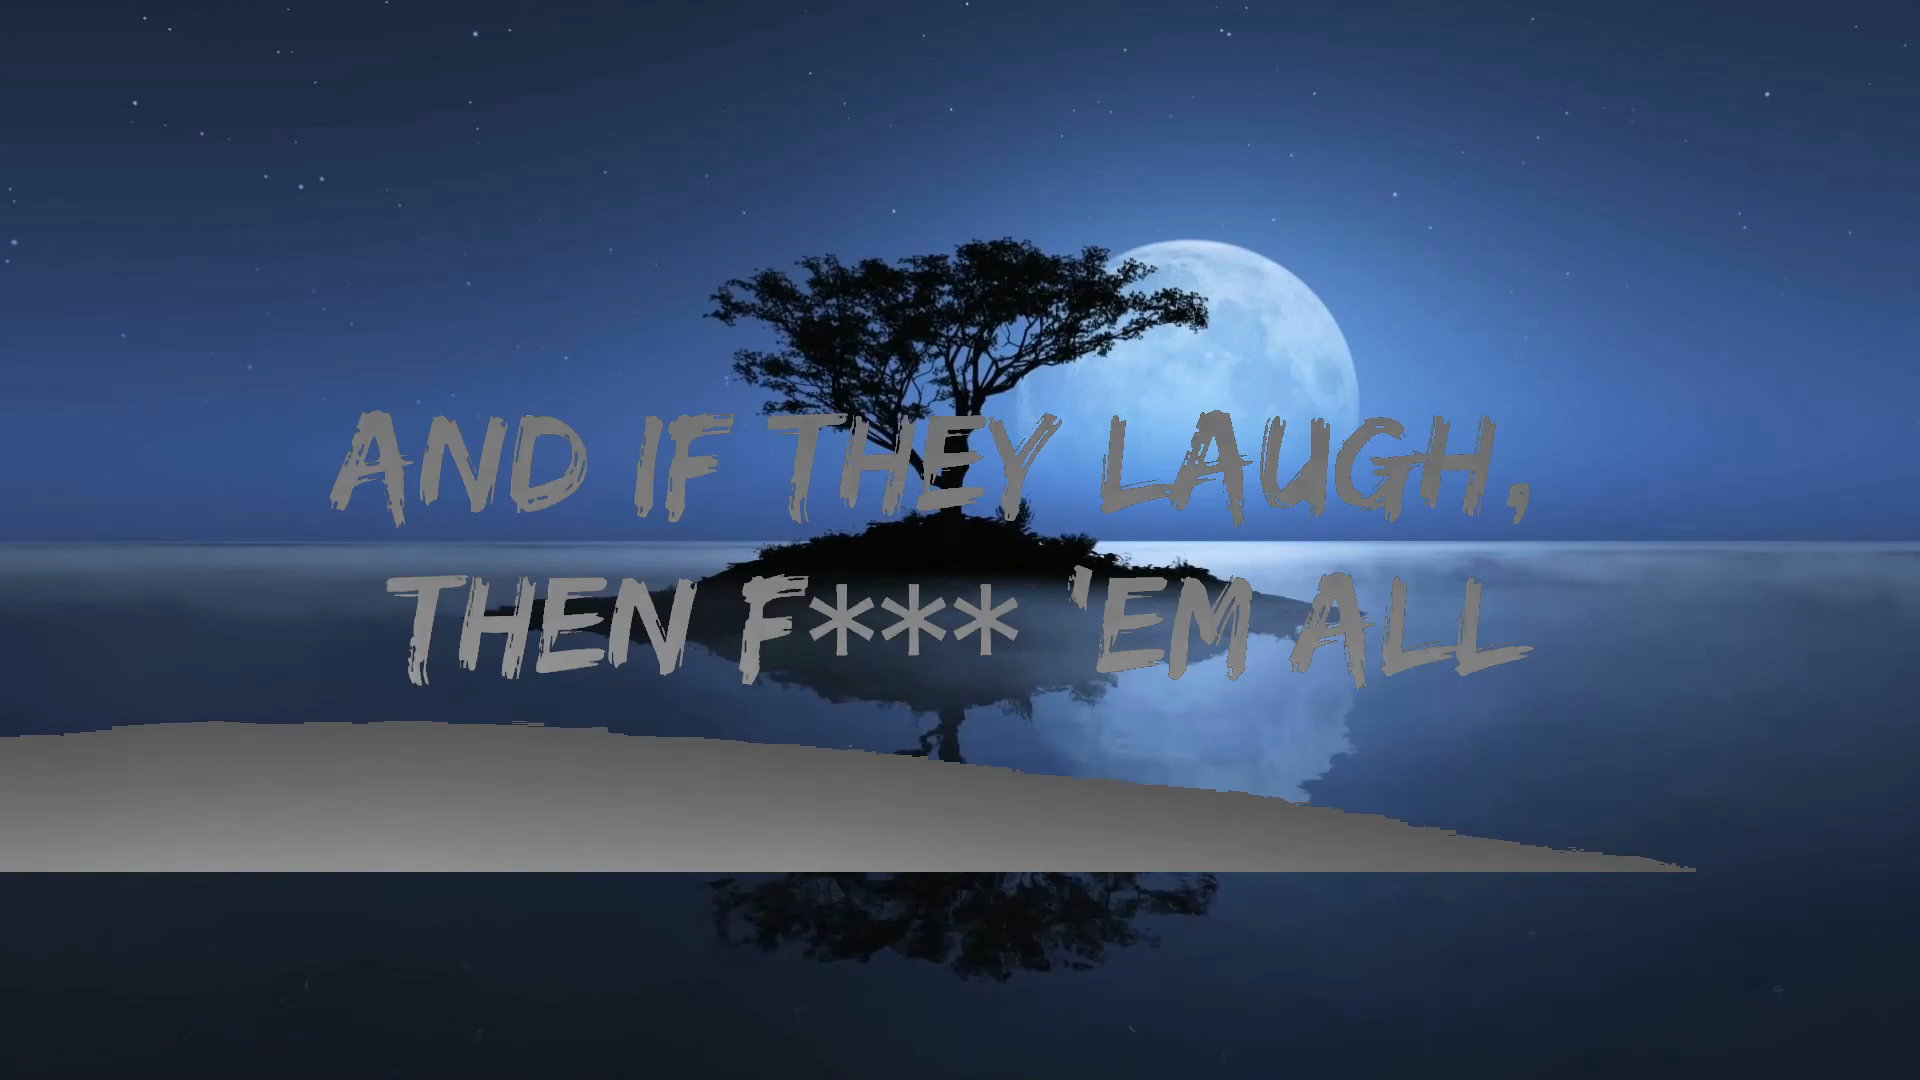 AND IF THEY LAUGH,
THEN F*** 'EM ALL